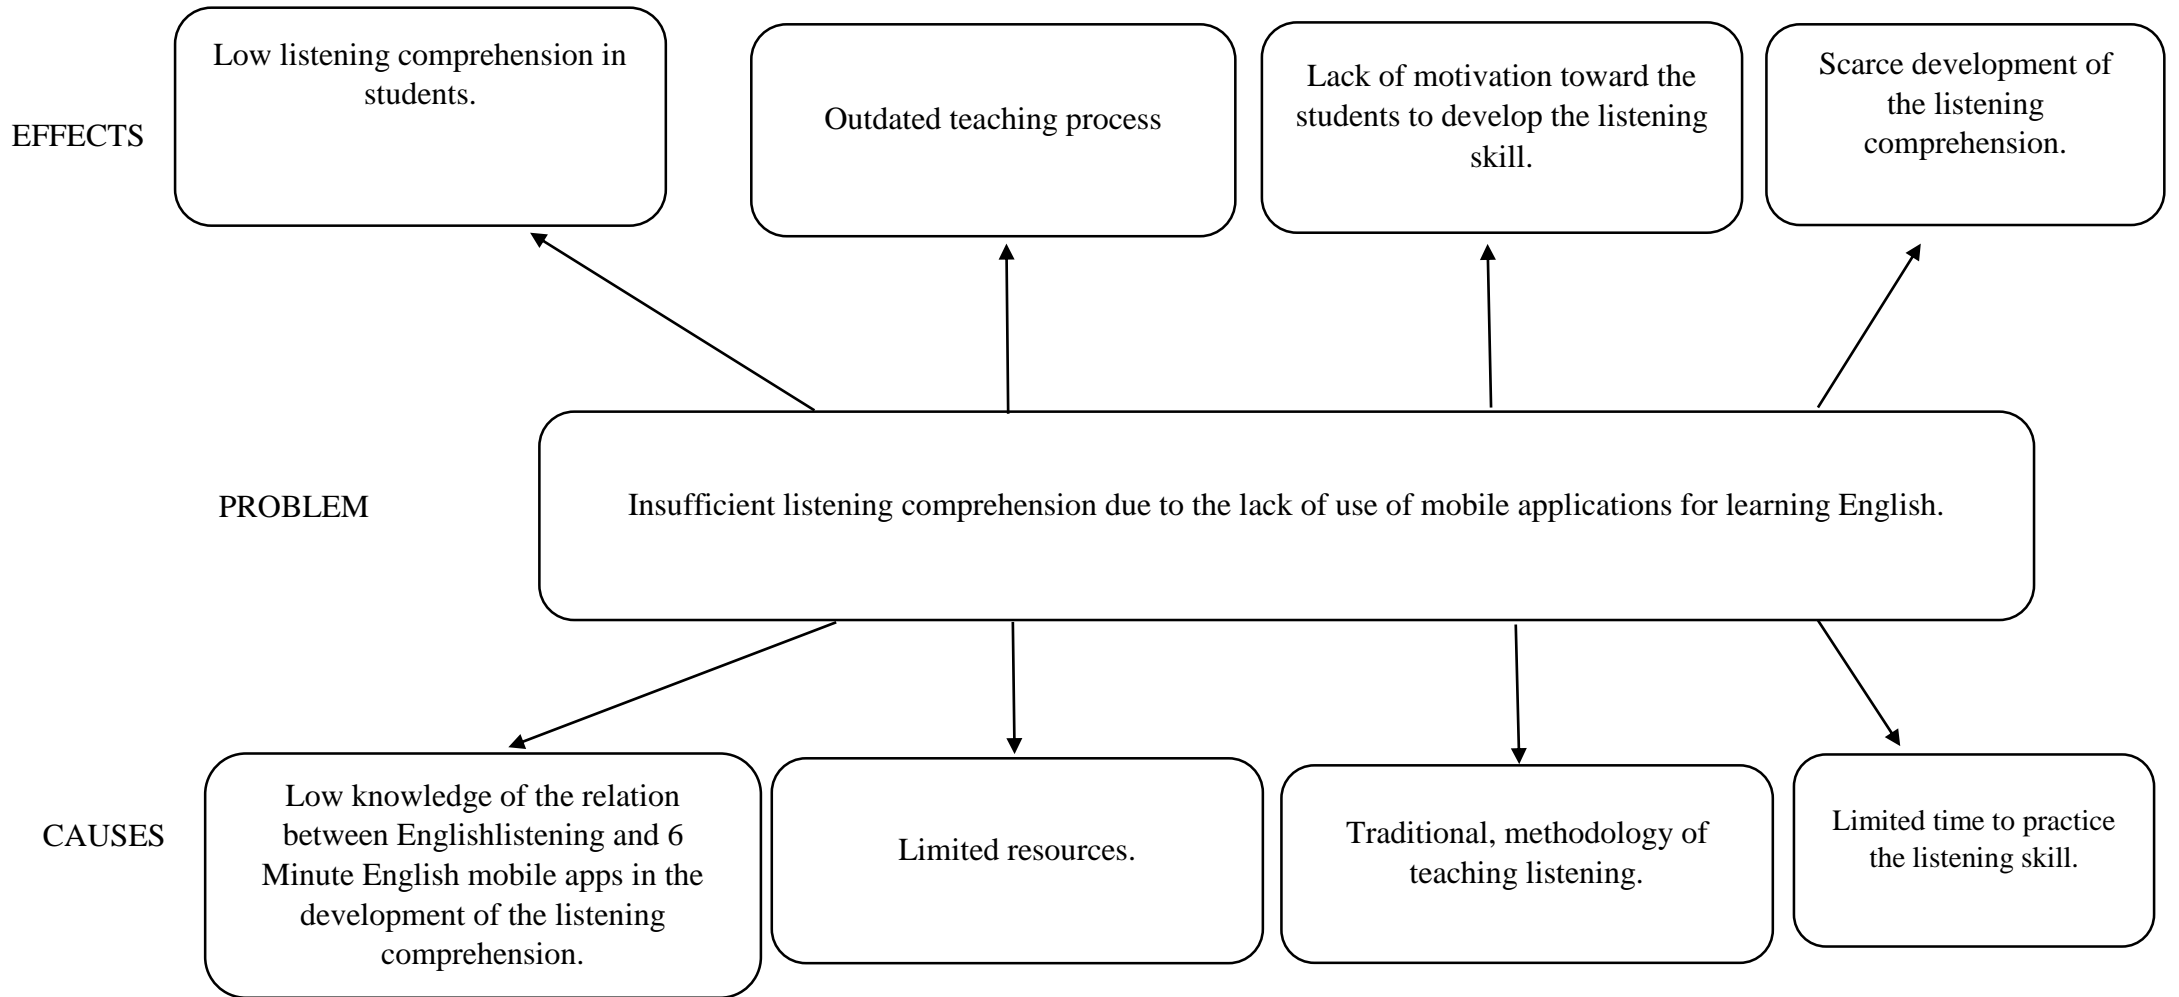 EFFECTS
Low listening comprehension in
students.
Outdated teaching process
Lack of motivation toward the
students to develop the listening
skill.
Scarce development of
the listening
comprehension.
PROBLEM
Insufficient listening comprehension due to the lack of use of mobile applications for learning English.
CAUSES
Low knowledge of the relation
between Englishlistening and 6
Minute English mobile apps in the
development of the listening
comprehension.
Limited resources.
Traditional, methodology of
teaching listening.
Limited time to practice
the listening skill.